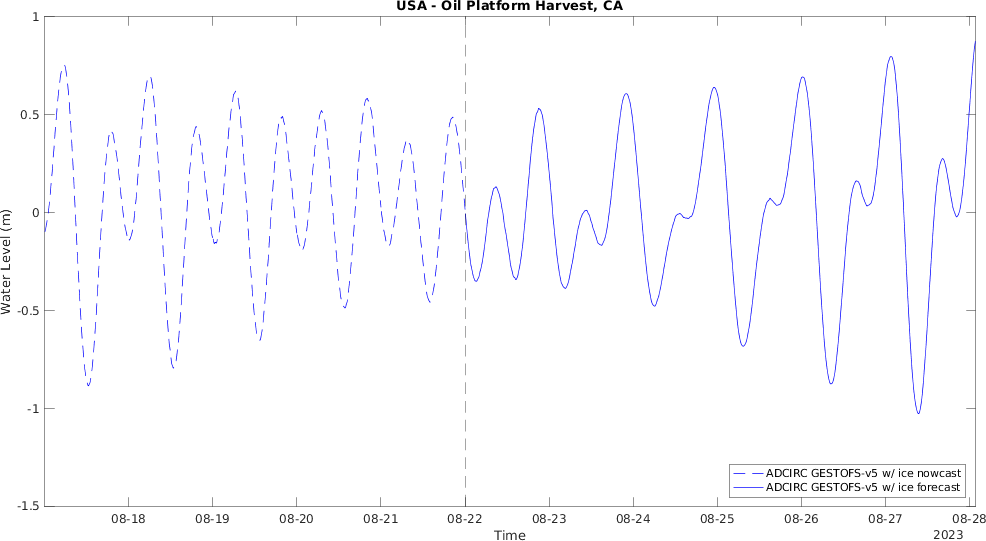 USA - Oil Platform Harvest, CA
1
0.5
0
-0.5
-1
-1.5
Water Level (m)
ADCIRC GESTOFS-v5 w/ ice nowcast
ADCIRC GESTOFS-v5 w/ ice forecast
08-18 08-19 08-20 08-21 08-22 08-23 08-24 08-25 08-26 08-27 08-28
Time
2023